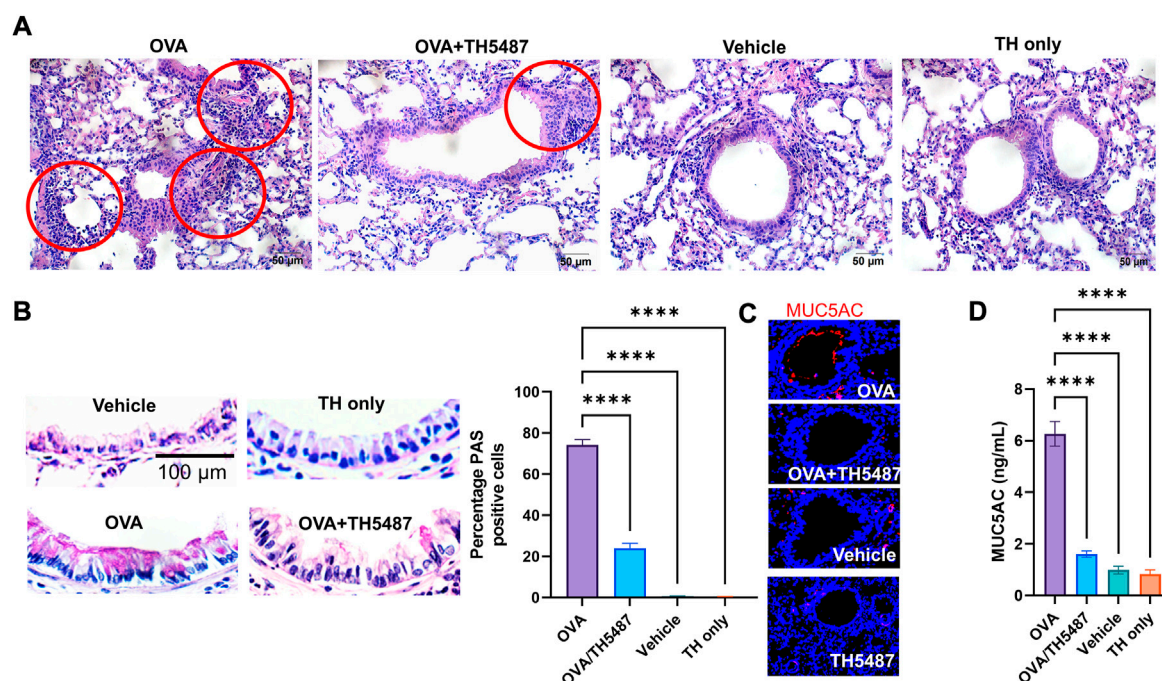 A
OVA
OVA+TH5487
Vehicle
TH only
50 µm
50 µm
50 µm
50 µm
B
Vehicle
TH only
100 µm
OVA
OVA+TH5487
Percentage PAS
positive cells
100
80
60
40
20
0
****
****
****
OVA
OVA/TH5487
Vehicle
TH only
C
MUC5AC
OVA
OVA+TH5487
Vehicle
TH5487
D
MUC5AC (ng/mL)
8
6
4
2
0
****
****
****
OVA
OVA/TH5487
Vehicle
TH only